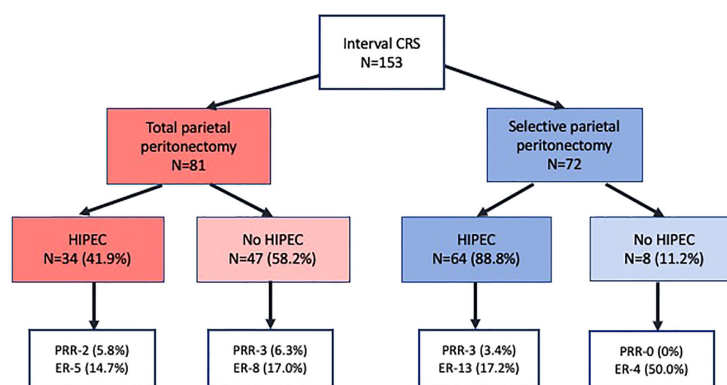 Interval CRS
N=153
Total parietal
peritonectomy
N=81
Selective parietal
peritonectomy
N=72
HIPEC
N=34 (41.9%)
No HIPEC
N=47 (58.2%)
HIPEC
N=64 (88.8%)
No HIPEC
N=8 (11.2%)
PRR-2 (5.8%)
ER-5 (14.7%)
PRR-3 (6.3%)
ER-8 (17.0%)
PRR-3 (3.4%)
ER-13 (17.2%)
PRR-0 (0%)
ER-4 (50.0%)